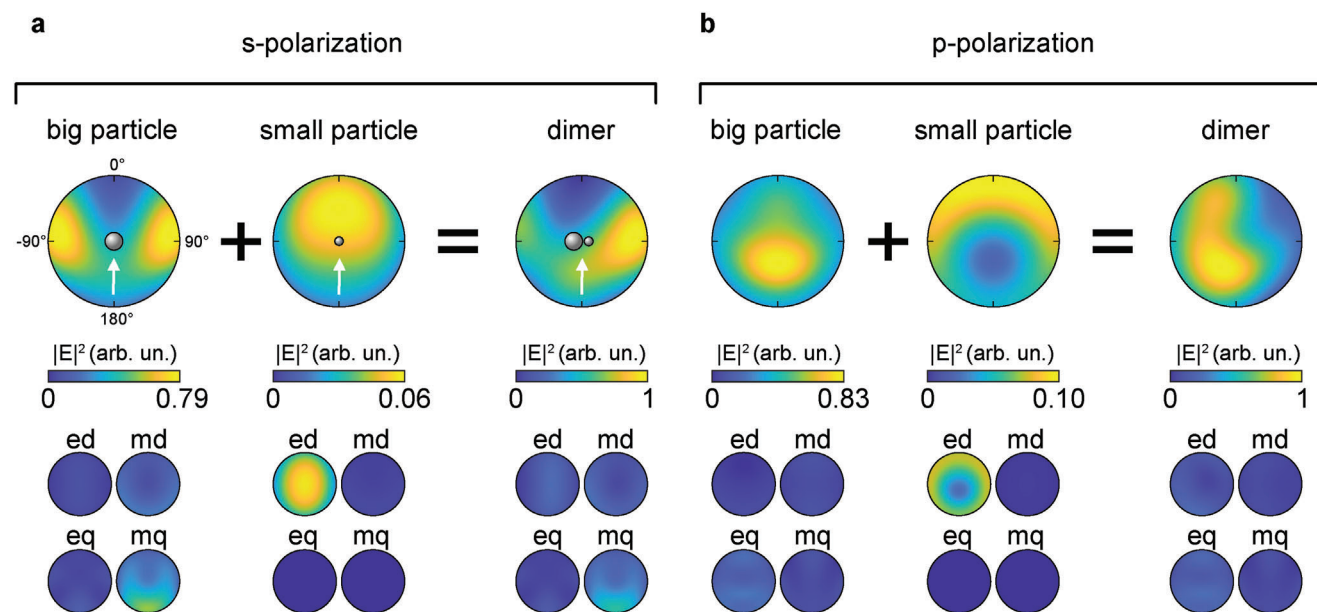 a b
s-polarization p-polarization
big particle small particle dimer big particle small particle dimer
0°
-90° 90°
+ = + =
180°
|E|² (arb. un.) |E|² (arb. un.) |E|² (arb. un.) |E|² (arb. un.) |E|² (arb. un.) |E|² (arb. un.)
0 0.79 0 0.06 0 1 0 0.83 0 0.10 0 1
ed md ed md ed md ed md ed md ed md
eq mq eq mq eq mq eq mq eq mq eq mq